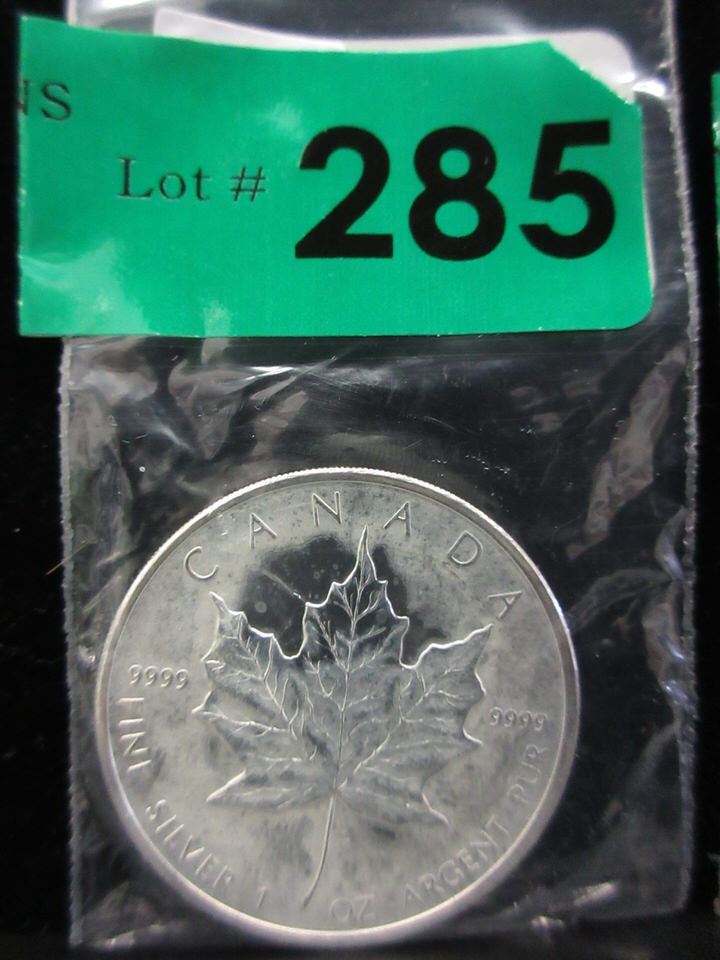 NS
Lot # 285
CANADA
9999
9999
FINE SILVER 1 OZ ARGENT PUR